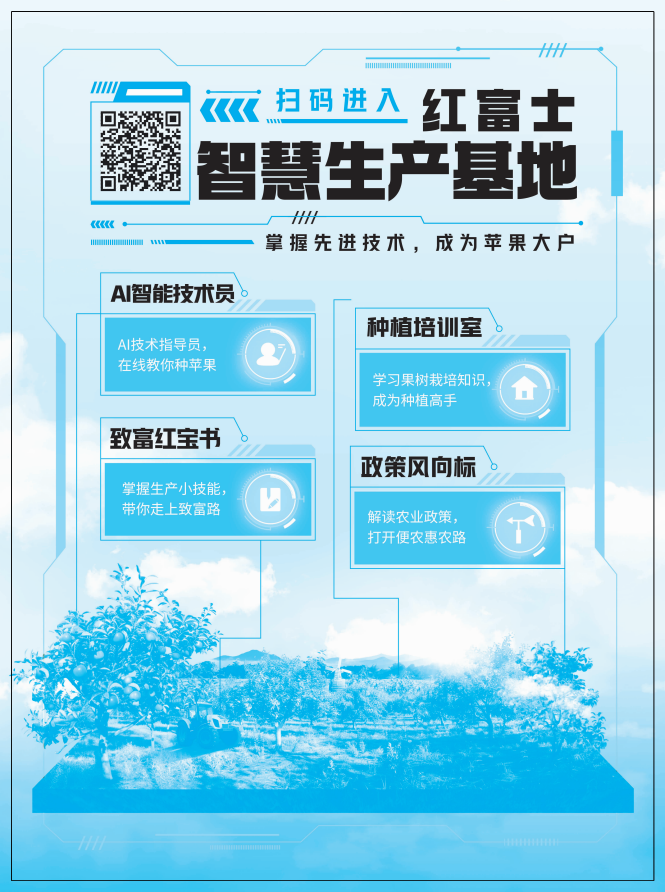 扫码进入
红富士
智慧生产基地
掌握先进技术，成为苹果大户
AI智能技术员
AI技术指导员，
在线教你种苹果
种植培训室
学习果树栽培知识，
成为种植高手
致富红宝书
掌握生产小技能，
带你走上致富路
政策风向标
解读农业政策，
打开便农惠农路